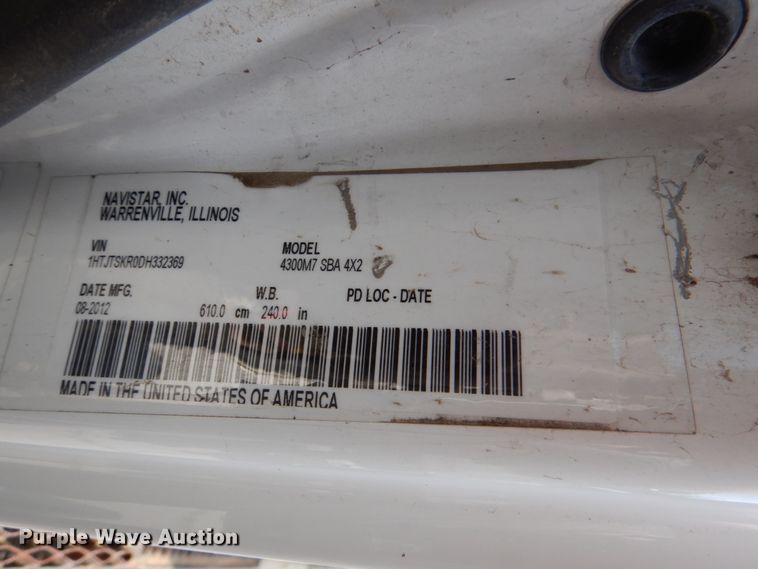 NAVISTAR, INC.
WARRENVILLE, ILLINOIS
VIN MODEL
1HTJTSKR0DH332369 4300M7 SBA 4X2
DATE MFG. W.B. PD LOC - DATE
08-2012 610.0 cm 240.0 in
MADE IN THE UNITED STATES OF AMERICA
Purple Wave Auction